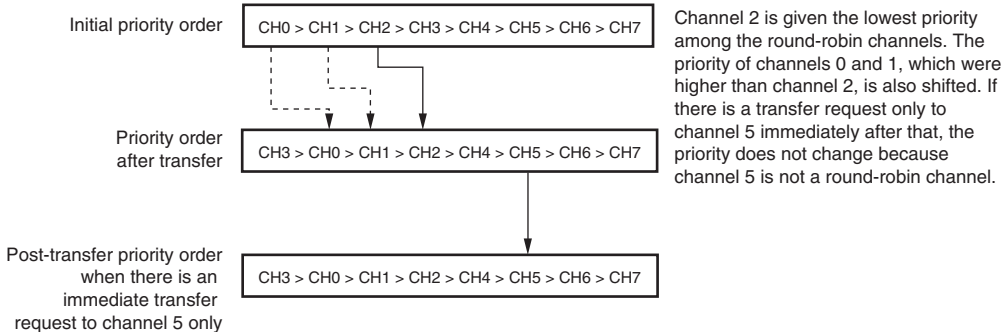 Initial priority order
CH0 > CH1 > CH2 > CH3 > CH4 > CH5 > CH6 > CH7
Channel 2 is given the lowest priority
among the round-robin channels. The
priority of channels 0 and 1, which were
higher than channel 2, is also shifted. If
there is a transfer request only to
channel 5 immediately after that, the
priority does not change because
channel 5 is not a round-robin channel.
Priority order
after transfer
CH3 > CH0 > CH1 > CH2 > CH4 > CH5 > CH6 > CH7
Post-transfer priority order
when there is an
immediate transfer
request to channel 5 only
CH3 > CH0 > CH1 > CH2 > CH4 > CH5 > CH6 > CH7